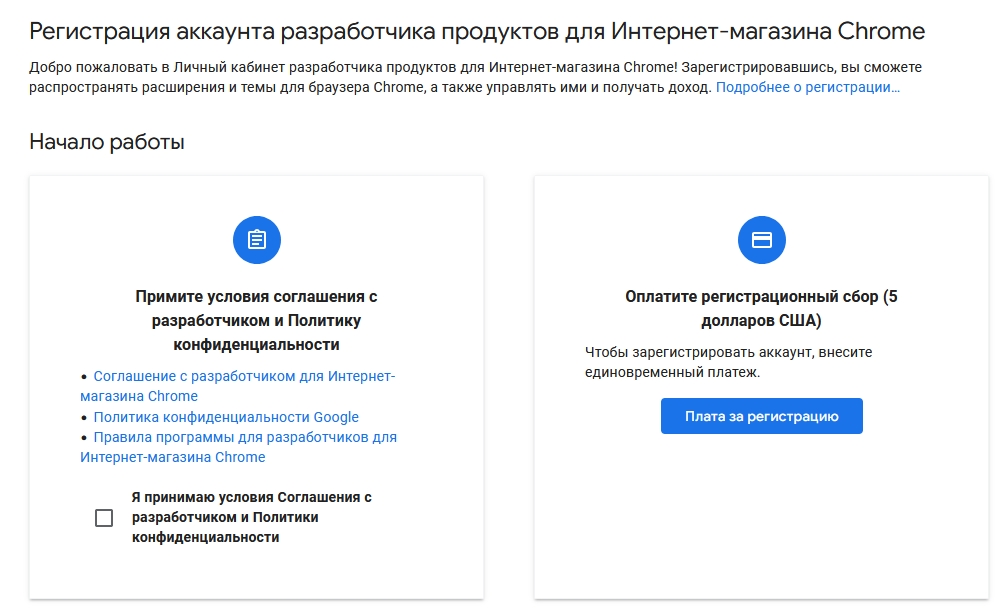 Регистрация аккаунта разработчика продуктов для Интернет-магазина Chrome
Добро пожаловать в Личный кабинет разработчика продуктов для Интернет-магазина Chrome! Зарегистрировавшись, вы сможете
распространять расширения и темы для браузера Chrome, а также управлять ими и получать доход. Подробнее о регистрации…
Начало работы
Примите условия соглашения с
разработчиком и Политику
конфиденциальности
• Соглашение с разработчиком для Интернет-
магазина Chrome
• Политика конфиденциальности Google
• Правила программы для разработчиков для
Интернет-магазина Chrome
Я принимаю условия Соглашения с
разработчиком и Политики
конфиденциальности
Оплатите регистрационный сбор (5
долларов США)
Чтобы зарегистрировать аккаунт, внесите
единовременный платеж.
Плата за регистрацию